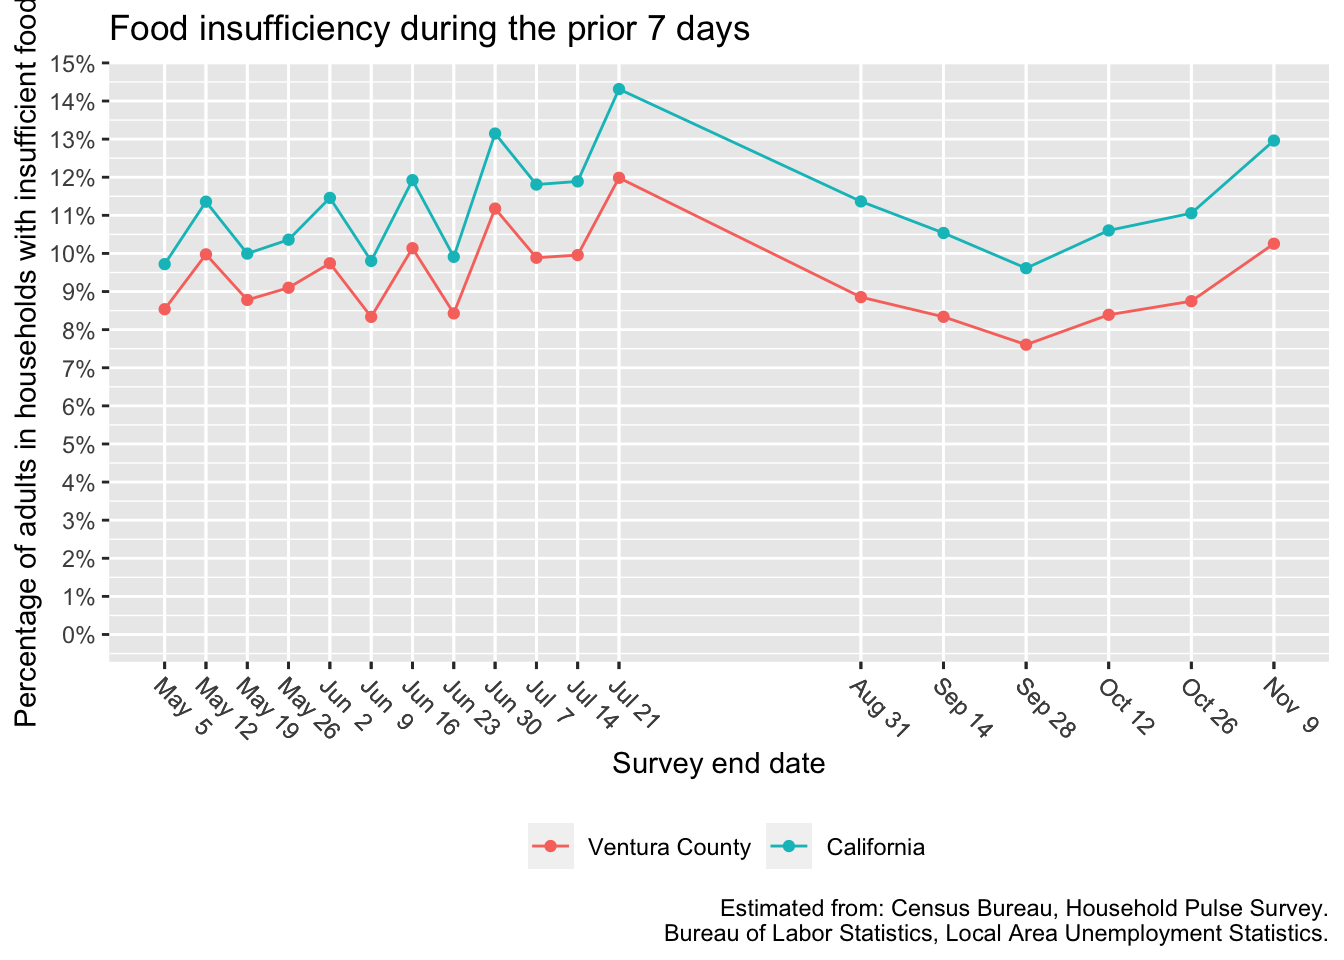 Food insufficiency during the prior 7 days
Percentage of adults in households with insufficient food
15%
14%
13%
12%
11%
10%
9%
8%
7%
6%
5%
4%
3%
2%
1%
0%
May 5
May 12
May 19
May 26
Jun 2
Jun 9
Jun 16
Jun 23
Jun 30
Jul 7
Jul 14
Jul 21
Aug 31
Sep 14
Sep 28
Oct 12
Oct 26
Nov 9
Survey end date
Ventura County
California
Estimated from: Census Bureau, Household Pulse Survey.
Bureau of Labor Statistics, Local Area Unemployment Statistics.